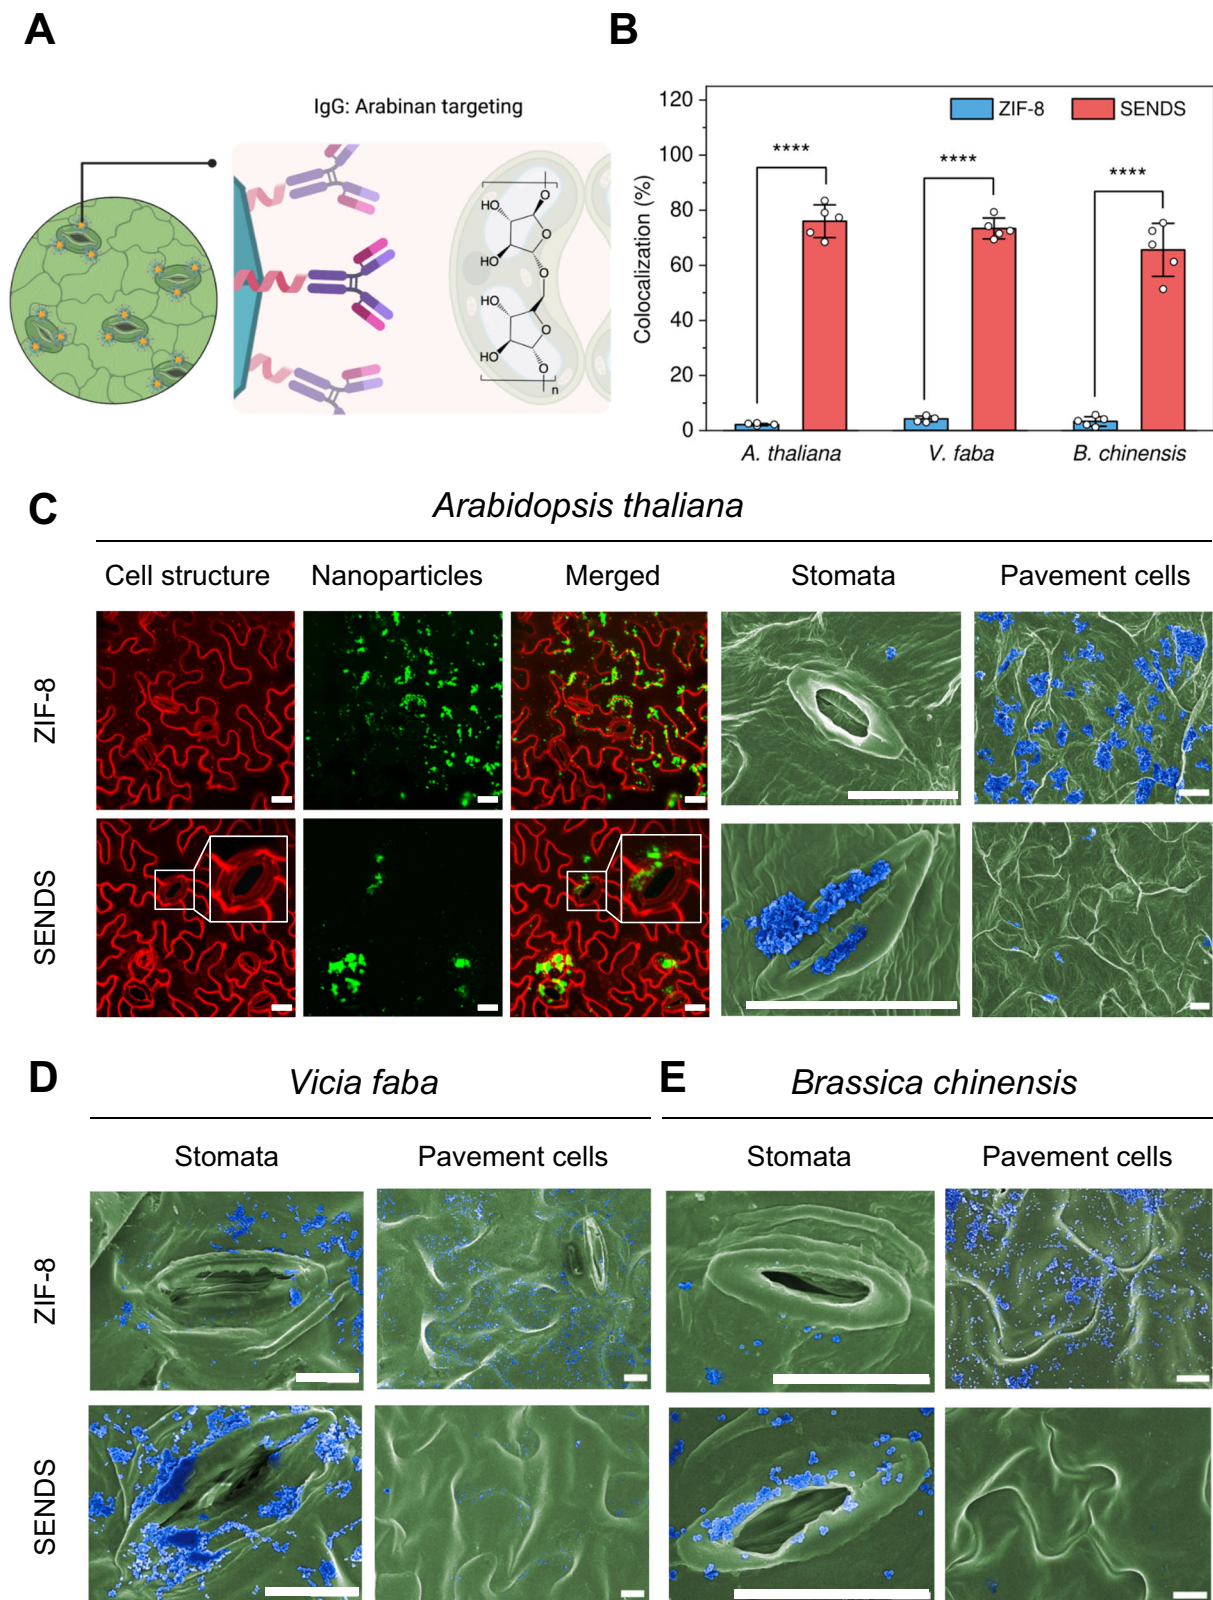 A
IgG: Arabinan targeting
O
HO
O
HO
O
HO
O
HO
O
n
B
Colocalization (%)
120
100
80
60
40
20
0
ZIF-8
SENDS
****
****
****
A. thaliana
V. faba
B. chinensis
C
Arabidopsis thaliana
Cell structure
Nanoparticles
Merged
Stomata
Pavement cells
ZIF-8
SENDS
D
Vicia faba
E
Brassica chinensis
Stomata
Pavement cells
Stomata
Pavement cells
ZIF-8
SENDS